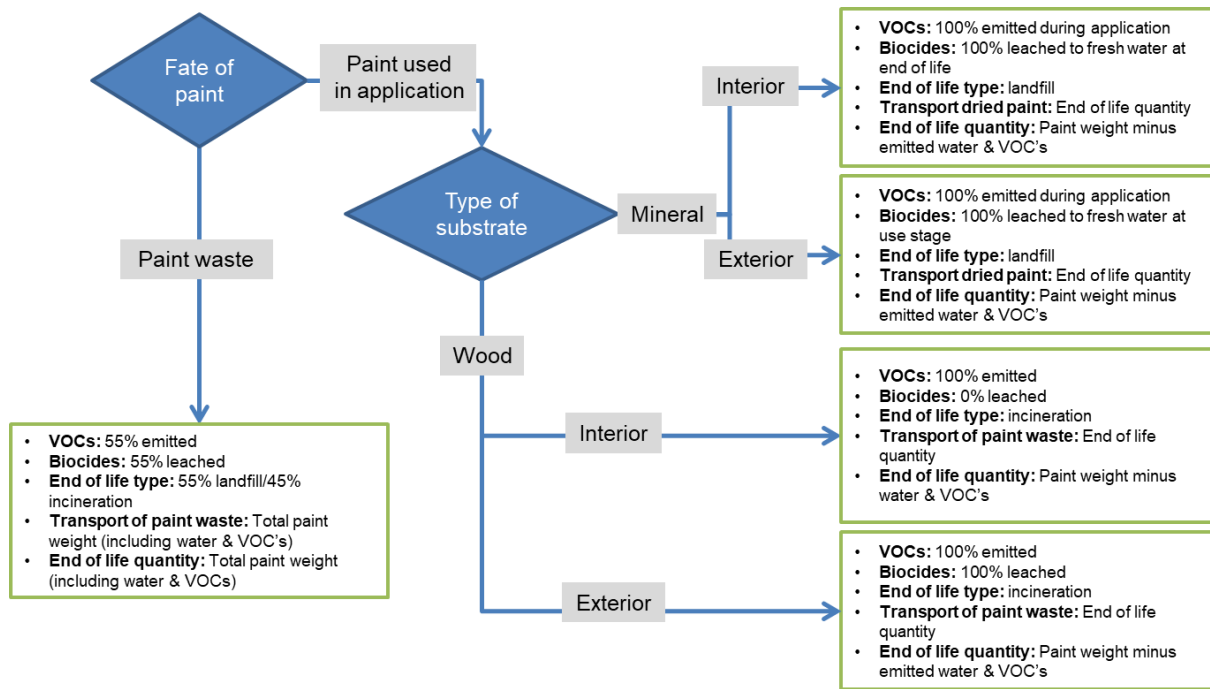 Fate of
paint
Paint used
in application
Type of
substrate
Mineral
Interior
• VOCs: 100% emitted during application
• Biocides: 100% leached to fresh water at
end of life
• End of life type: landfill
• Transport dried paint: End of life quantity
• End of life quantity: Paint weight minus
emitted water & VOC's
Exterior
• VOCs: 100% emitted during application
• Biocides: 100% leached to fresh water at
use stage
• End of life type: landfill
• Transport dried paint: End of life quantity
• End of life quantity: Paint weight minus
emitted water & VOC's
Paint waste
Wood
Interior
• VOCs: 100% emitted
• Biocides: 0% leached
• End of life type: incineration
• Transport of paint waste: End of life
quantity
• End of life quantity: Paint weight minus
water & VOC's
Exterior
• VOCs: 100% emitted
• Biocides: 100% leached
• End of life type: incineration
• Transport of paint waste: End of life
quantity
• End of life quantity: Paint weight minus
emitted water & VOC's
• VOCs: 55% emitted
• Biocides: 55% leached
• End of life type: 55% landfill/45%
incineration
• Transport of paint waste: Total paint
weight (including water & VOC's)
• End of life quantity: Total paint weight
(including water & VOCs)